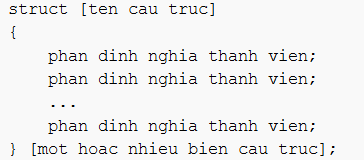 struct [ten cau truc]
{
phan dinh nghia thanh vien;
phan dinh nghia thanh vien;
...
phan dinh nghia thanh vien;
} [mot hoac nhieu bien cau truc];